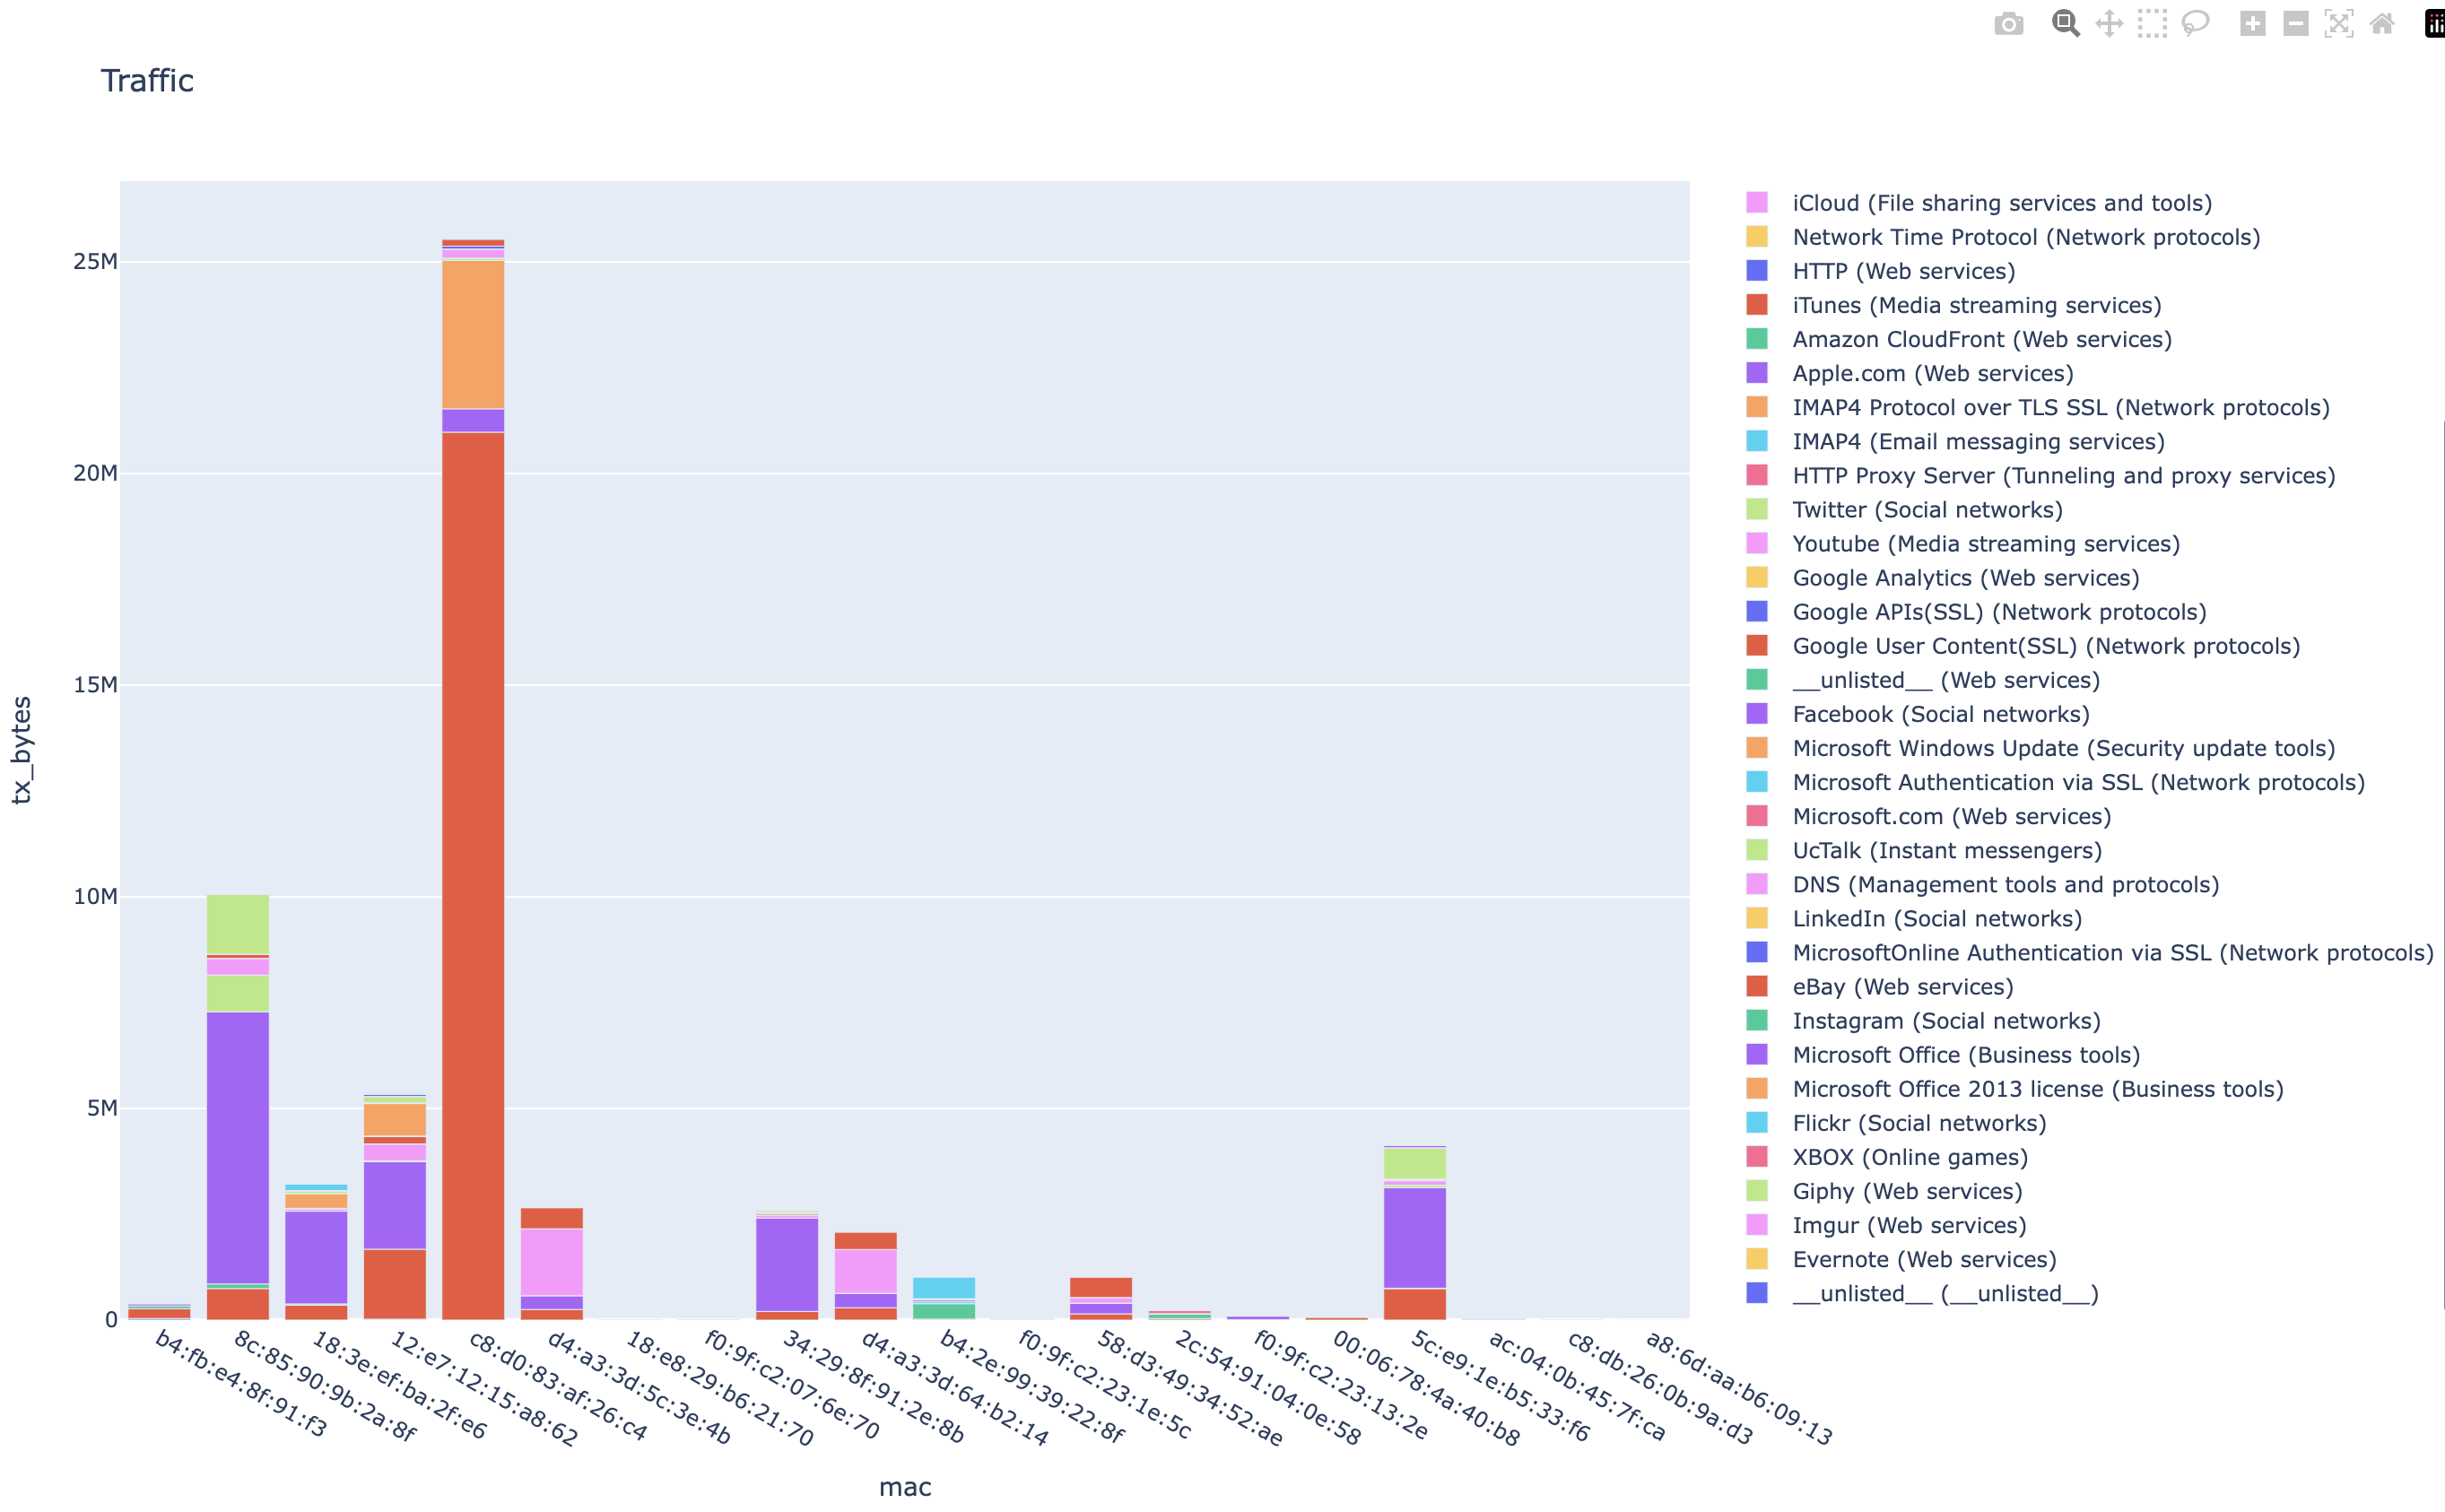 Traffic
25M
20M
15M
10M
5M
0
tx_bytes
b4:fb:e4:8f:91:f3
8c:85:90:9b:2a:8f
18:3e:ef:ba:2f:e6
12:e7:12:15:a8:62
c8:d0:83:af:26:c4
d4:a3:3d:5c:3e:4b
18:e8:29:b6:21:70
f0:9f:c2:07:6e:70
34:29:8f:91:2e:8b
d4:a3:3d:64:b2:14
b4:2e:99:39:22:8f
f0:9f:c2:23:1e:5c
58:d3:49:34:52:ae
2c:54:91:04:0e:58
f0:9f:c2:23:13:2e
00:06:78:4a:40:b8
5c:e9:1e:b5:33:f6
ac:04:0b:45:7f:ca
c8:db:26:0b:9a:d3
a8:6d:aa:b6:09:13
mac
iCloud (File sharing services and tools)
Network Time Protocol (Network protocols)
HTTP (Web services)
iTunes (Media streaming services)
Amazon CloudFront (Web services)
Apple.com (Web services)
IMAP4 Protocol over TLS SSL (Network protocols)
IMAP4 (Email messaging services)
HTTP Proxy Server (Tunneling and proxy services)
Twitter (Social networks)
Youtube (Media streaming services)
Google Analytics (Web services)
Google APIs(SSL) (Network protocols)
Google User Content(SSL) (Network protocols)
__unlisted__ (Web services)
Facebook (Social networks)
Microsoft Windows Update (Security update tools)
Microsoft Authentication via SSL (Network protocols)
Microsoft.com (Web services)
UcTalk (Instant messengers)
DNS (Management tools and protocols)
LinkedIn (Social networks)
MicrosoftOnline Authentication via SSL (Network protocols)
eBay (Web services)
Instagram (Social networks)
Microsoft Office (Business tools)
Microsoft Office 2013 license (Business tools)
Flickr (Social networks)
XBOX (Online games)
Giphy (Web services)
Imgur (Web services)
Evernote (Web services)
__unlisted__ (__unlisted__)